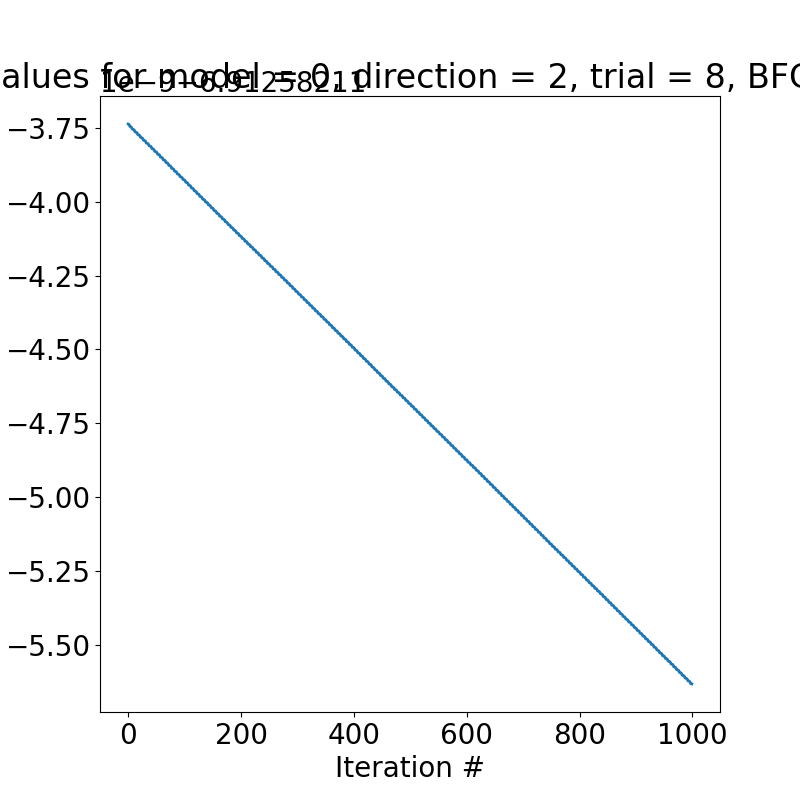 alues for model = 0, direction = 2, trial = 8, BFG
1e−9−6.91258211
−3.75
−4.00
−4.25
−4.50
−4.75
−5.00
−5.25
−5.50
0 200 400 600 800 1000
Iteration #